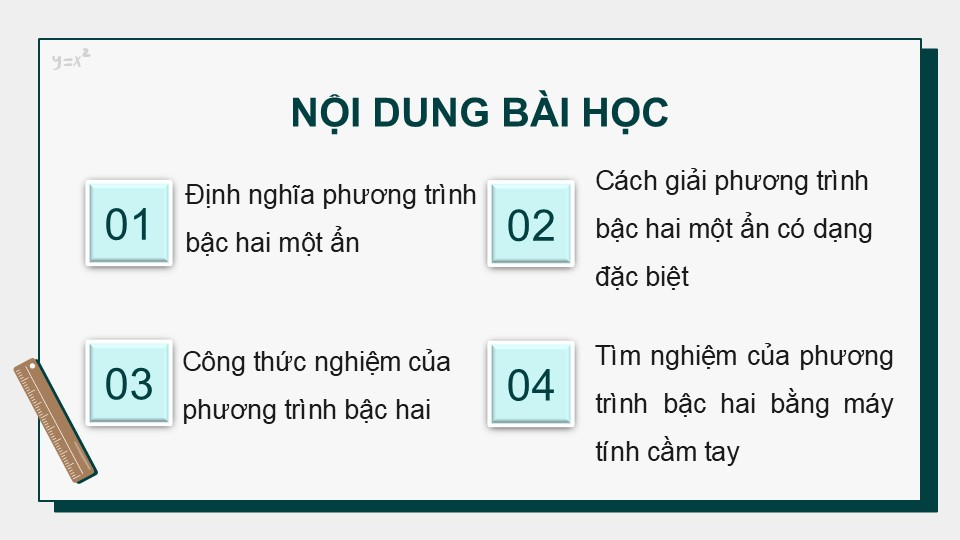 y=x²
NỘI DUNG BÀI HỌC
01
Định nghĩa phương trình
bậc hai một ẩn
02
Cách giải phương trình
bậc hai một ẩn có dạng
đặc biệt
03
Công thức nghiệm của
phương trình bậc hai
04
Tìm nghiệm của phương
trình bậc hai bằng máy
tính cầm tay